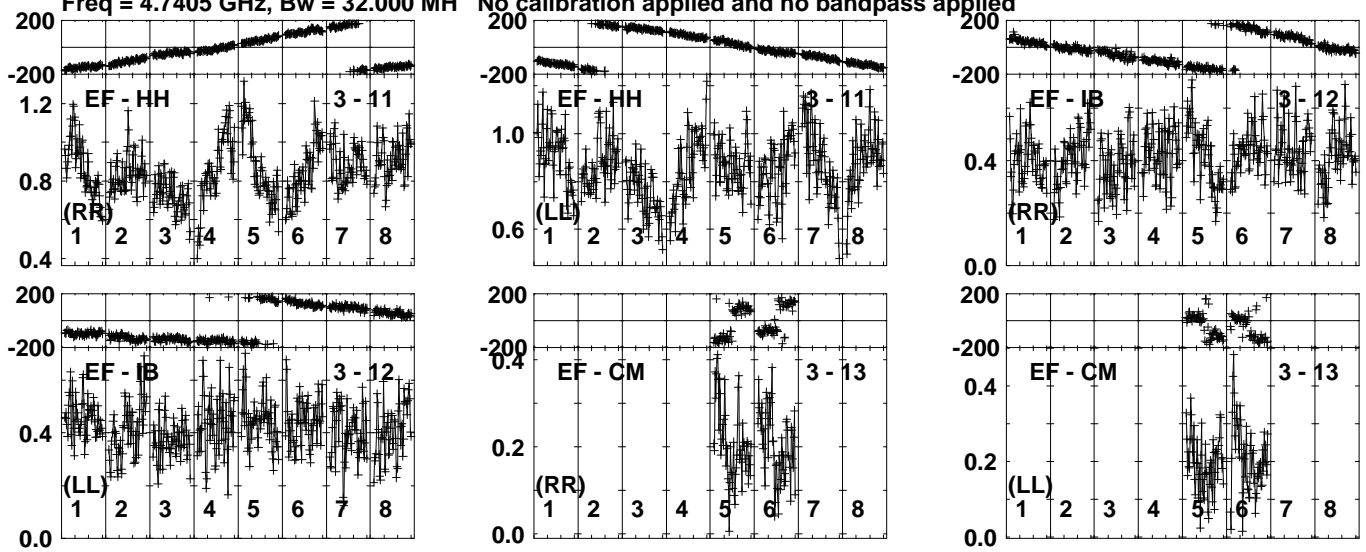 Freq = 4.7405 GHz, Bw = 32.000 MH No calibration applied and no bandpass applied
200
-200
EF - HH 3 - 11
1.2
0.8
0.4
(RR)
1 2 3 4 5 6 7 8
200
-200
EF - HH 3 - 11
1.0
0.6
(LL)
1 2 3 4 5 6 7 8
200
-200
EF - IB 3 - 12
0.4
0.0
(RR)
1 2 3 4 5 6 7 8
200
-200
EF - IB 3 - 12
0.4
0.0
(LL)
1 2 3 4 5 6 7 8
200
-200
EF - CM 3 - 13
0.4
0.2
0.0
(RR)
1 2 3 4 5 6 7 8
200
-200
EF - CM 3 - 13
0.4
0.2
0.0
(LL)
1 2 3 4 5 6 7 8